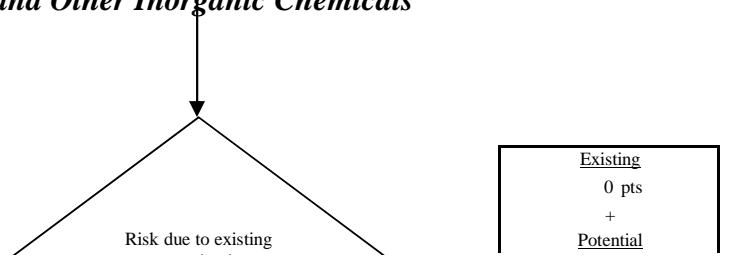 and Other Inorganic Chemicals
Risk due to existing
Existing
0 pts
+
Potential